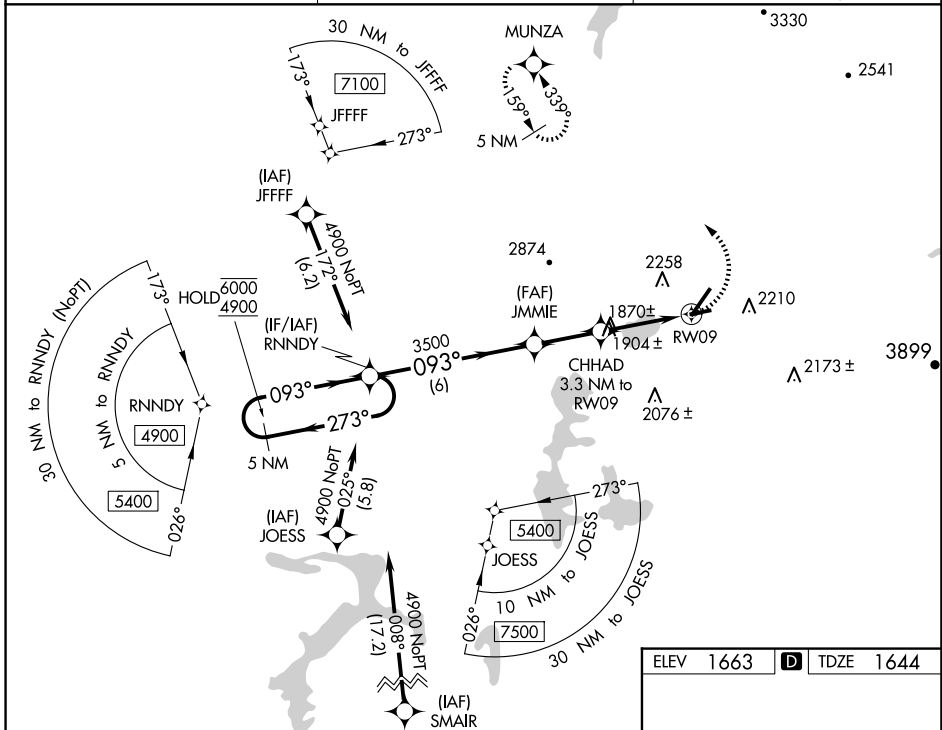 3330
2541
MUNZA
159°
339°
5 NM
30 NM to JFFFF
173°
7100
JFFFF
273°
(IAF)
JFFFF
4900 NoPT
172°
(6.2)
30 NM to RNNDY (NoPT)
173°
5 NM to RNNDY
RNNDY
4900
5400
026°
HOLD 6000
4900
(IF/IAF)
RNNDY
093°
273°
5 NM
3500
093°
(6)
2874
(FAF)
JMMIE
2258
1870±
1904±
RW09
2210
CHHAD
3.3 NM to
RW09
2076±
2173±
3899
4900 NoPT
025°
(5.8)
(IAF)
JOESS
273°
5400
JOESS
10 NM to JOESS
026°
7500
30 NM to JOESS
4900 NoPT
008°
(17.2)
(IAF)
SMAIR
ELEV 1663 D TDZE 1644